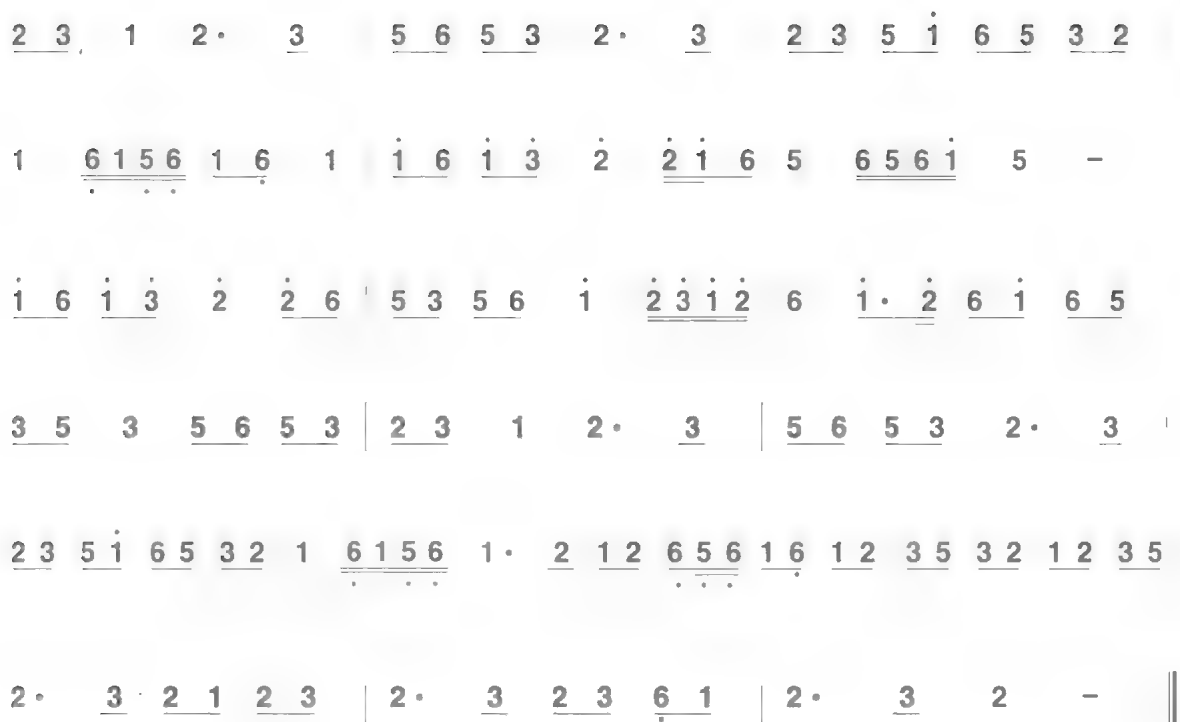 2 3 1 2· 3 5 6 5 3 2· 3 2 3 5 i̇ 6 5 3 2
1 6̣ 1 5̣ 6̣ 1 6̣ 1 1̇ 6 1̇ 3̇ 2̇ 2̇ 1̇ 6 5 6 5 6 1̇ 5 –
1̇ 6 1̇ 3̇ 2̇ 2̇ 6 | 5 3 5 6 1̇ 2̇ 3̇ 1̇ 2̇ 6 1̇· 2̇ 6 1̇ 6 5
3 5 3 5 6 5 3 | 2 3 1 2· 3 | 5 6 5 3 2· 3 |
2 3 5 1̇ 6 5 3 2 1 6̣ 1 5̣ 6̣ 1· 2 1 2 6̣ 5̣ 6̣ 1 6̣ 1 2 3 5 3 2 1 2 3 5
2· 3 2 1 2 3 | 2· 3 2 3 6̣ 1 | 2· 3 2 – ‖